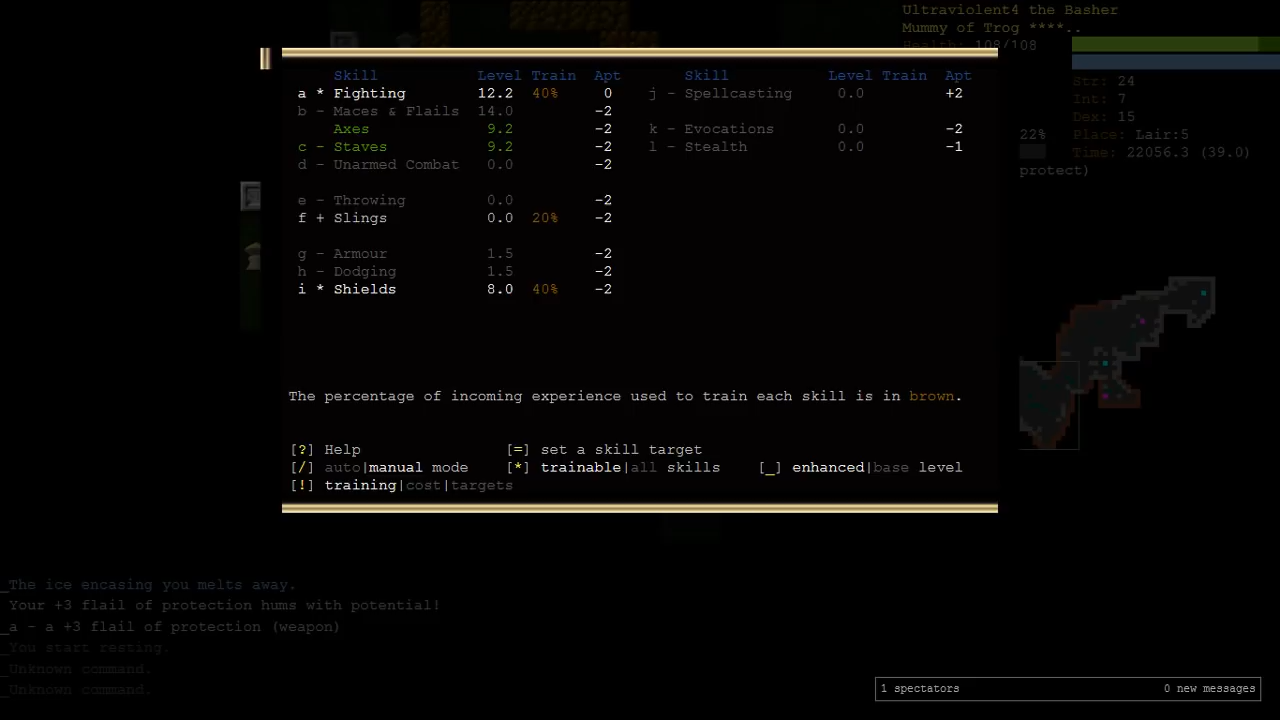 Ultraviolent4 the Basher
Mummy of Trog ****..
Health: 108/108
Str: 24
Int: 7
Dex: 15
22% Place: Lair:5
Time: 22056.3 (39.0)
protect)
Skill Level Train Apt Skill Level Train Apt
a * Fighting 12.2 40% 0 j - Spellcasting 0.0 +2
b - Maces & Flails 14.0 -2
Axes 9.2 -2 k - Evocations 0.0 -2
c - Staves 9.2 -2 l - Stealth 0.0 -1
d - Unarmed Combat 0.0 -2
e - Throwing 0.0 -2
f + Slings 0.0 20% -2
g - Armour 1.5 -2
h - Dodging 1.5 -2
i * Shields 8.0 40% -2
The percentage of incoming experience used to train each skill is in brown.
[?] Help [=] set a skill target
[/] auto|manual mode [*] trainable|all skills [_] enhanced|base level
[!] training|cost|targets
_The ice encasing you melts away.
Your +3 flail of protection hums with potential!
_a - a +3 flail of protection (weapon)
_You start resting.
_Unknown command.
_Unknown command.
1 spectators 0 new messages